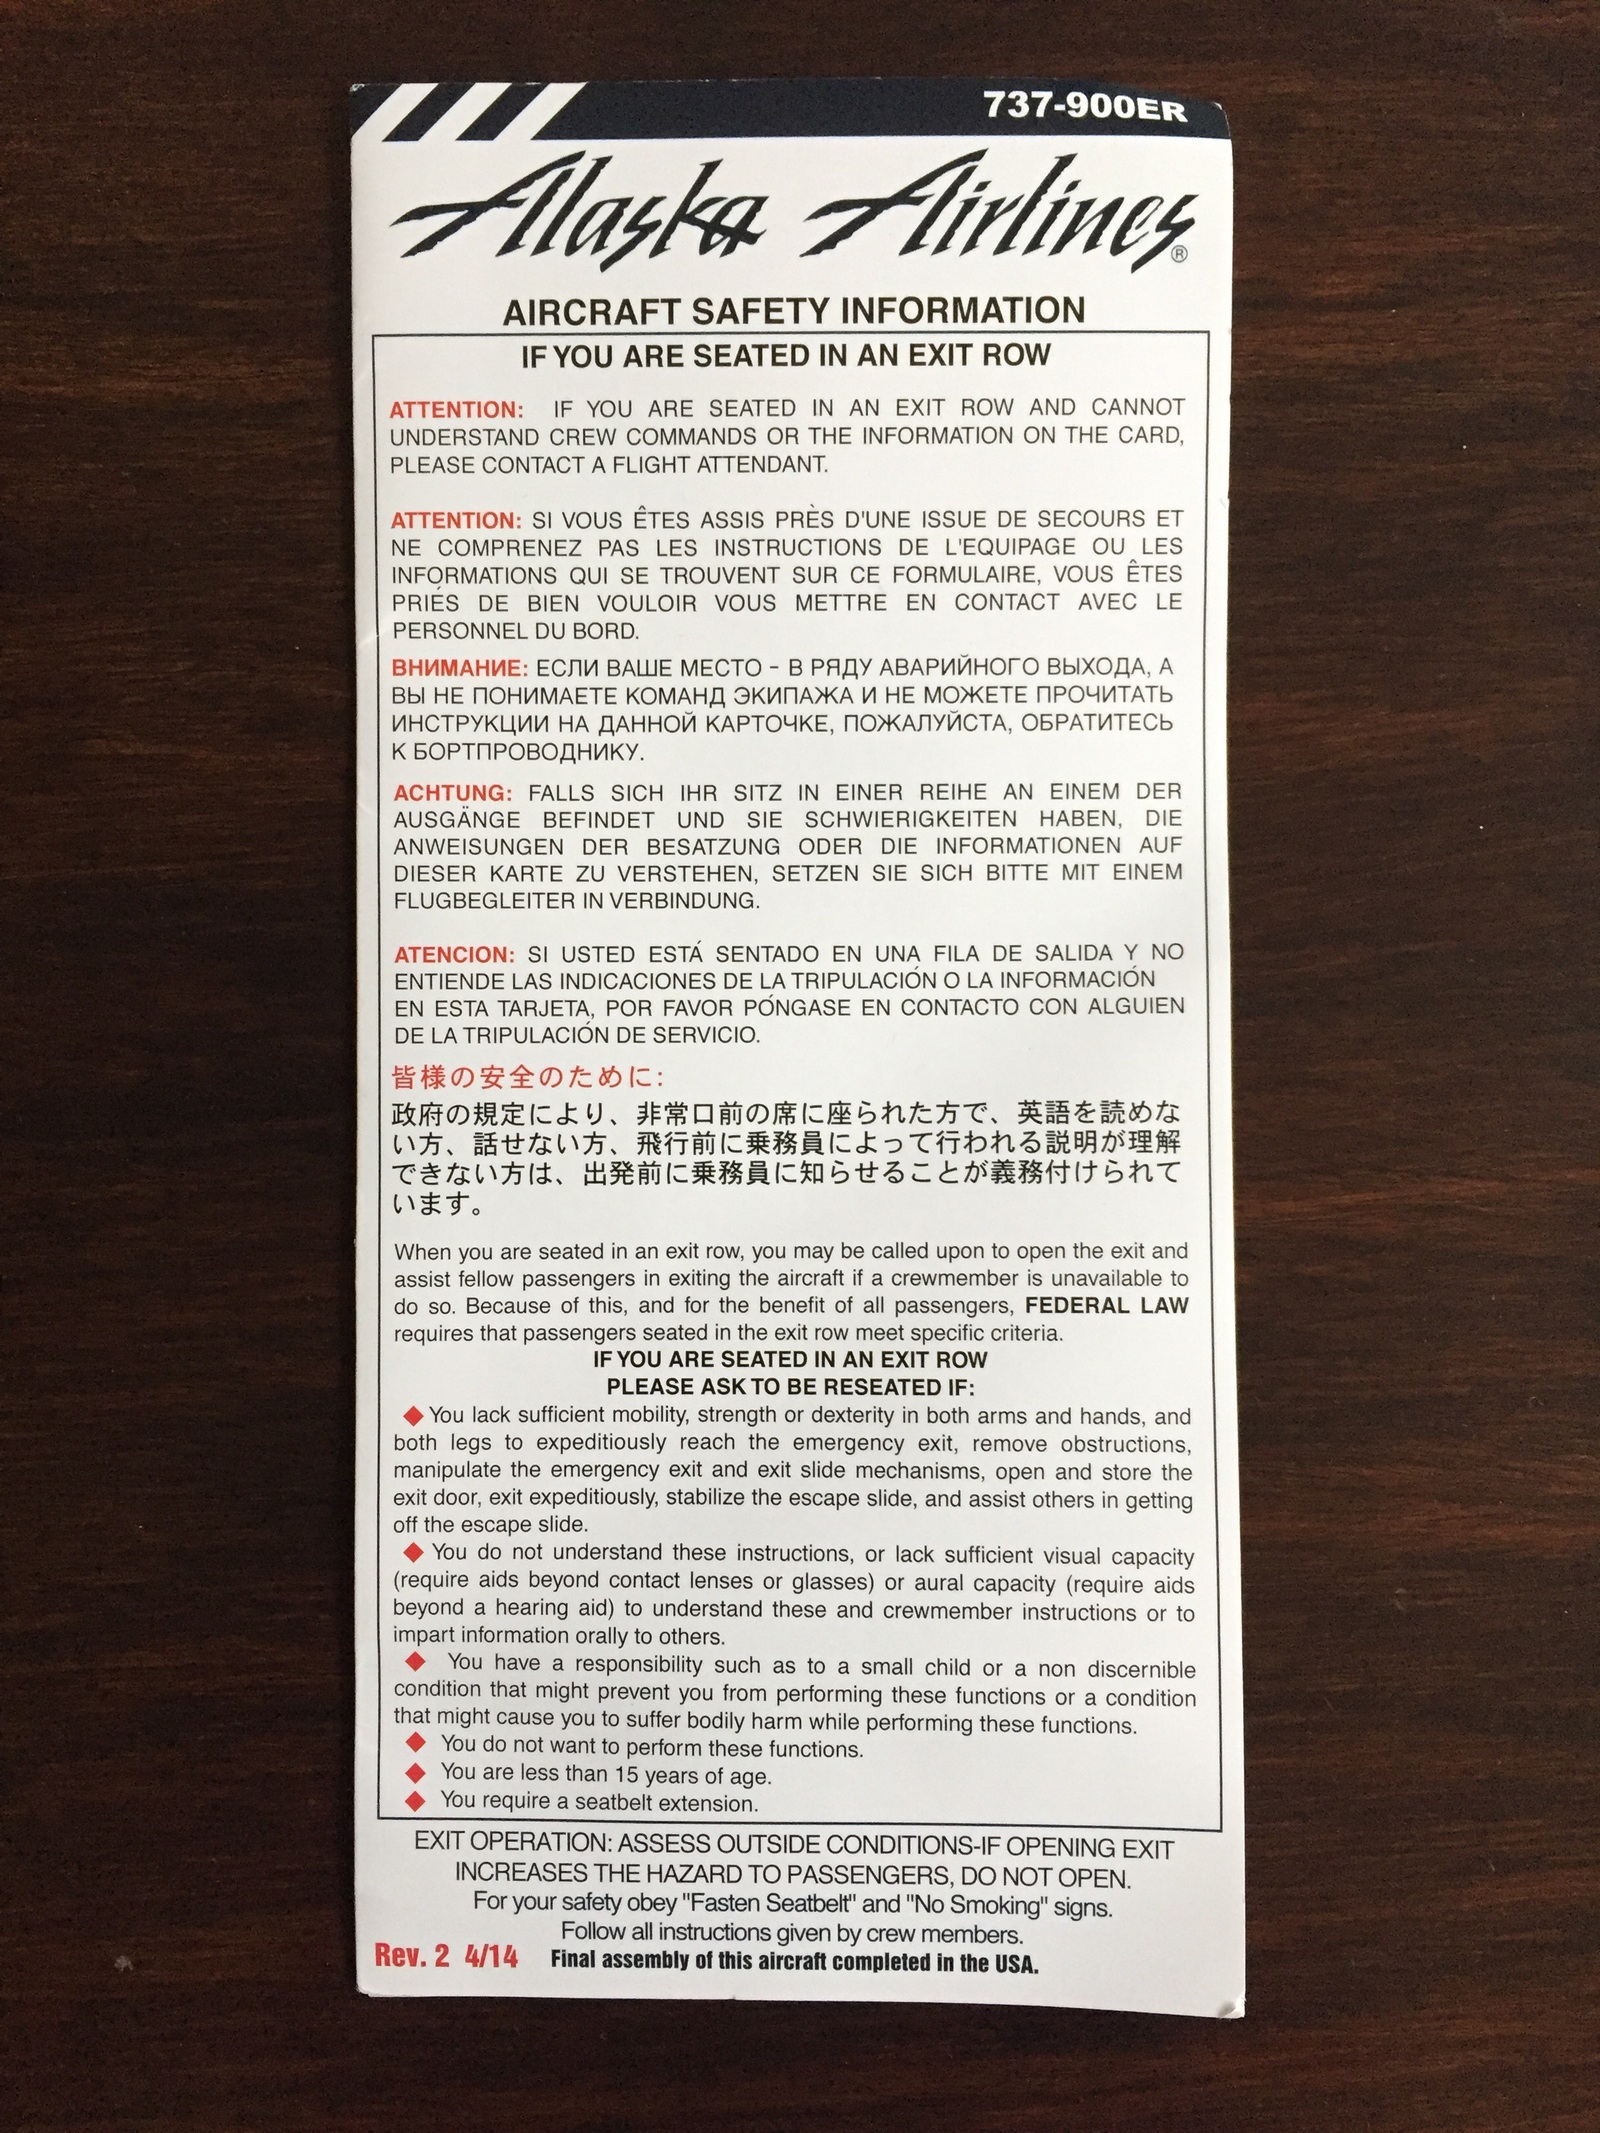 737-900ER
Alaska Airlines®
AIRCRAFT SAFETY INFORMATION
IF YOU ARE SEATED IN AN EXIT ROW
ATTENTION: IF YOU ARE SEATED IN AN EXIT ROW AND CANNOT
UNDERSTAND CREW COMMANDS OR THE INFORMATION ON THE CARD,
PLEASE CONTACT A FLIGHT ATTENDANT.
ATTENTION: SI VOUS ÊTES ASSIS PRÈS D'UNE ISSUE DE SECOURS ET
NE COMPRENEZ PAS LES INSTRUCTIONS DE L'EQUIPAGE OU LES
INFORMATIONS QUI SE TROUVENT SUR CE FORMULAIRE, VOUS ÊTES
PRIÉS DE BIEN VOULOIR VOUS METTRE EN CONTACT AVEC LE
PERSONNEL DU BORD.
ВНИМАНИЕ: ЕСЛИ ВАШЕ МЕСТО - В РЯДУ АВАРИЙНОГО ВЫХОДА, А
ВЫ НЕ ПОНИМАЕТЕ КОМАНД ЭКИПАЖА И НЕ МОЖЕТЕ ПРОЧИТАТЬ
ИНСТРУКЦИИ НА ДАННОЙ КАРТОЧКЕ, ПОЖАЛУЙСТА, ОБРАТИТЕСЬ
К БОРТПРОВОДНИКУ.
ACHTUNG: FALLS SICH IHR SITZ IN EINER REIHE AN EINEM DER
AUSGÄNGE BEFINDET UND SIE SCHWIERIGKEITEN HABEN, DIE
ANWEISUNGEN DER BESATZUNG ODER DIE INFORMATIONEN AUF
DIESER KARTE ZU VERSTEHEN, SETZEN SIE SICH BITTE MIT EINEM
FLUGBEGLEITER IN VERBINDUNG.
ATENCION: SI USTED ESTÁ SENTADO EN UNA FILA DE SALIDA Y NO
ENTIENDE LAS INDICACIONES DE LA TRIPULACIÓN O LA INFORMACIÓN
EN ESTA TARJETA, POR FAVOR PÓNGASE EN CONTACTO CON ALGUIEN
DE LA TRIPULACIÓN DE SERVICIO.
皆様の安全のために:
政府の規定により、非常口前の席に座られた方で、英語を読めな
い方、話せない方、飛行前に乗務員によって行われる説明が理解
できない方は、出発前に乗務員に知らせることが義務付けられて
います。
When you are seated in an exit row, you may be called upon to open the exit and
assist fellow passengers in exiting the aircraft if a crewmember is unavailable to
do so. Because of this, and for the benefit of all passengers, FEDERAL LAW
requires that passengers seated in the exit row meet specific criteria.
IF YOU ARE SEATED IN AN EXIT ROW
PLEASE ASK TO BE RESEATED IF:
◆ You lack sufficient mobility, strength or dexterity in both arms and hands, and
both legs to expeditiously reach the emergency exit, remove obstructions,
manipulate the emergency exit and exit slide mechanisms, open and store the
exit door, exit expeditiously, stabilize the escape slide, and assist others in getting
off the escape slide.
◆ You do not understand these instructions, or lack sufficient visual capacity
(require aids beyond contact lenses or glasses) or aural capacity (require aids
beyond a hearing aid) to understand these and crewmember instructions or to
impart information orally to others.
◆ You have a responsibility such as to a small child or a non discernible
condition that might prevent you from performing these functions or a condition
that might cause you to suffer bodily harm while performing these functions.
◆ You do not want to perform these functions.
◆ You are less than 15 years of age.
◆ You require a seatbelt extension.
EXIT OPERATION: ASSESS OUTSIDE CONDITIONS-IF OPENING EXIT
INCREASES THE HAZARD TO PASSENGERS, DO NOT OPEN.
For your safety obey "Fasten Seatbelt" and "No Smoking" signs.
Follow all instructions given by crew members.
Rev. 2 4/14 Final assembly of this aircraft completed in the USA.